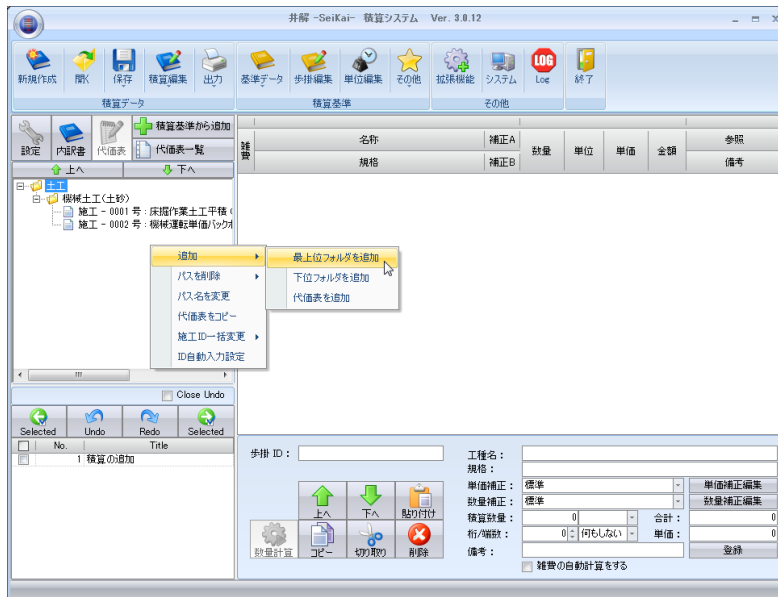 井解 -SeiKai- 積算システム Ver. 3.0.12
新規作成 開く 保存 積算編集 出力 基準データ 歩掛編集 単位編集 その他 拡張機能 システム Log 終了
LOG
積算データ 積算基準 その他
設定 内訳書 代価表 積算基準から追加
代価表一覧
上へ 下へ
雑費 名称 補正A 数量 単位 単価 金額 参照
規格 補正B 備考
土工
機械土工(土砂)
施工 - 0001 号 : 床掘作業土工平積
施工 - 0002 号 : 機械運転単価バック
追加
パスを削除
パス名を変更
代価表をコピー
施工ID一括変更
ID自動入力設定
最上位フォルダを追加
下位フォルダを追加
代価表を追加
Close Undo
Selected Undo Redo Selected
No. Title
1 積算の追加
歩掛 ID :
上へ 下へ 貼り付け
数量計算 コピー 切り取り 削除
工種名 :
規格 :
単価補正 : 標準 単価補正編集
数量補正 : 標準 数量補正編集
積算数量 : 0 合計 : 0
桁/端数 : 0 何もしない 単価 : 0
備考 : 登録
雑費の自動計算をする